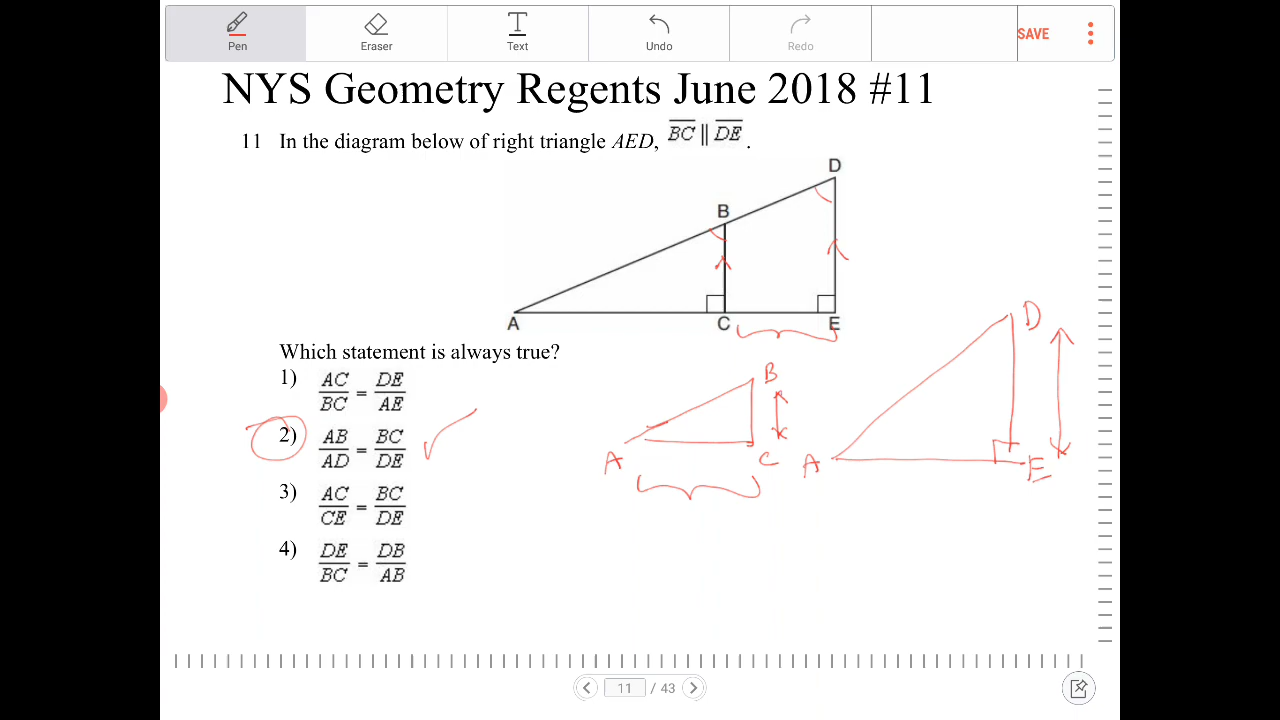 Pen Eraser Text Undo Redo SAVE
NYS Geometry Regents June 2018 #11
11 In the diagram below of right triangle AED, BC || DE.
D
B
A C E
Which statement is always true?
1) AC/BC = DE/AE
2) AB/AD = BC/DE
3) AC/CE = BC/DE
4) DE/BC = DB/AB
B
A C
D
A E
11 / 43